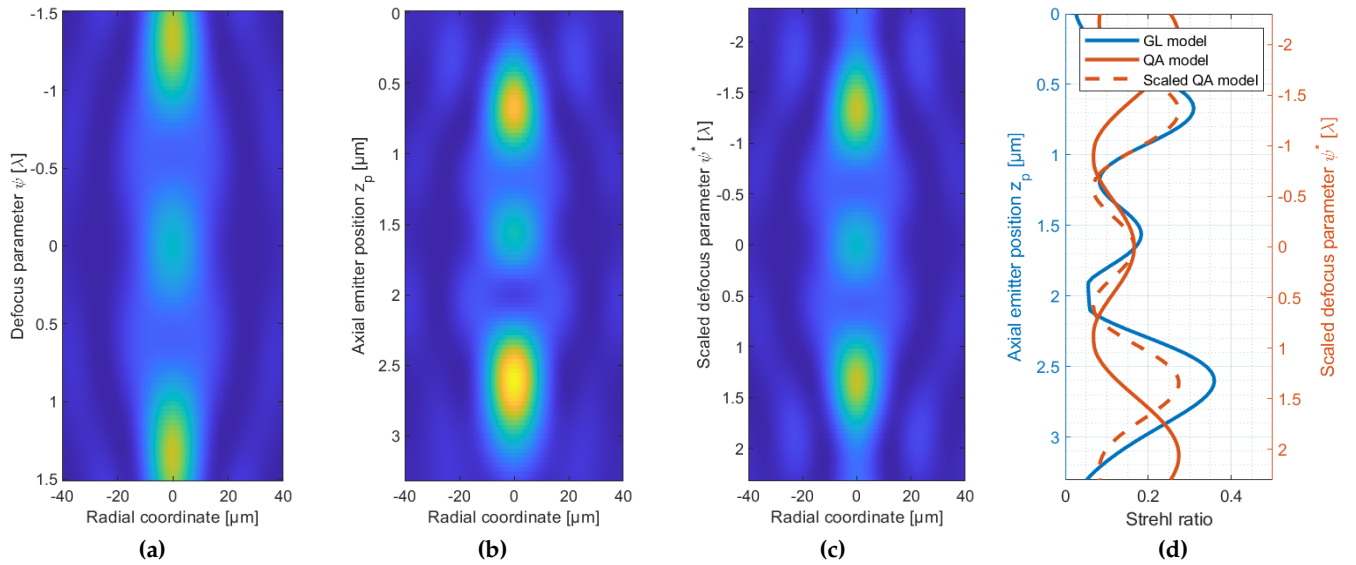 -1.5
-1
-0.5
0
0.5
1
1.5
Defocus parameter ψ [λ]
-40 -20 0 20 40
Radial coordinate [µm]
(a)
0
0.5
1
1.5
2
2.5
3
Axial emitter position z_p [µm]
-40 -20 0 20 40
Radial coordinate [µm]
(b)
-2
-1.5
-1
-0.5
0
0.5
1
1.5
2
Scaled defocus parameter ψ* [λ]
-40 -20 0 20 40
Radial coordinate [µm]
(c)
GL model
QA model
Scaled QA model
0
0.5
1
1.5
2
2.5
3
Axial emitter position z_p [µm]
-2
-1.5
-1
-0.5
0
0.5
1
1.5
2
Scaled defocus parameter ψ* [λ]
0 0.2 0.4
Strehl ratio
(d)